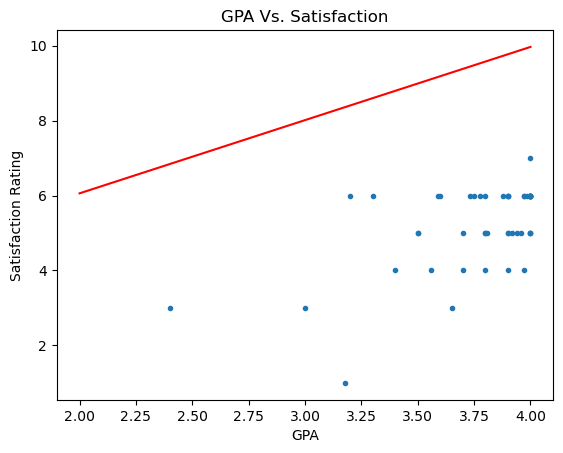 GPA Vs. Satisfaction
10
8
6
4
2
Satisfaction Rating
2.00 2.25 2.50 2.75 3.00 3.25 3.50 3.75 4.00
GPA